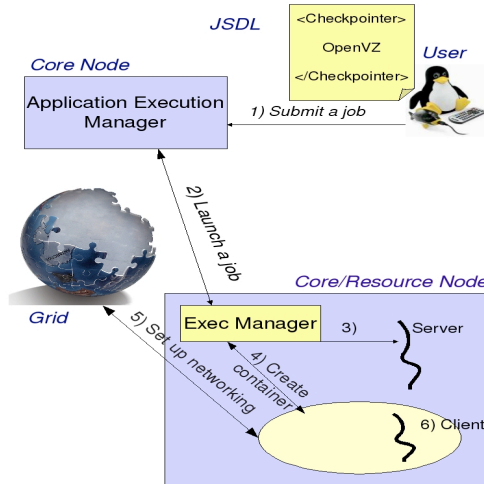 JSDL
<Checkpointer>
OpenVZ
</Checkpointer>
User
Core Node
Application Execution
Manager
1) Submit a job
2) Launch a job
Core/Resource Node
Grid
Exec Manager
3)
Server
4) Create
container
5) Set up networking
6) Client